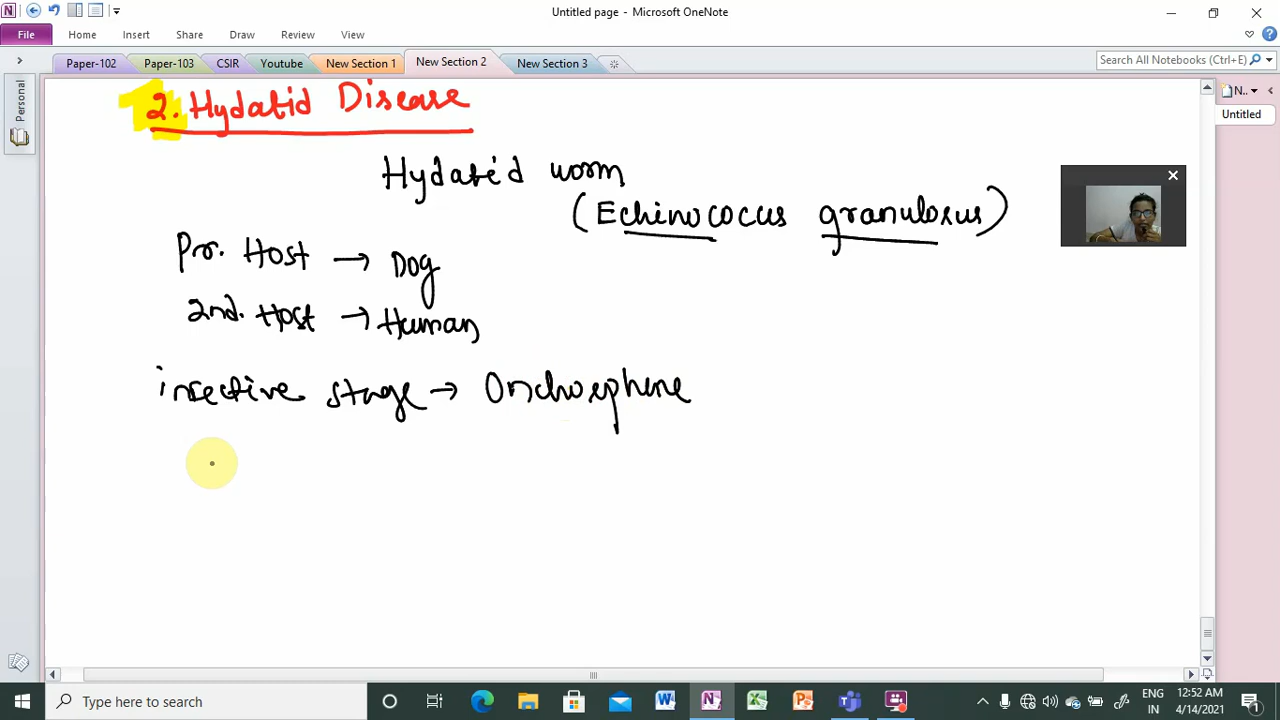 Untitled page - Microsoft OneNote
File Home Insert Share Draw Review View
Paper-102 Paper-103 CSIR Youtube New Section 1 New Section 2 New Section 3
Search All Notebooks (Ctrl+E)
Personal
N..
Untitled
2. Hydatid Disease
Hydatid worm
(Echinococus granulosus)
Pr. Host → Dog
2nd. Host → Human
infective stage → Onchosphere
Type here to search
ENG
IN
12:52 AM
4/14/2021